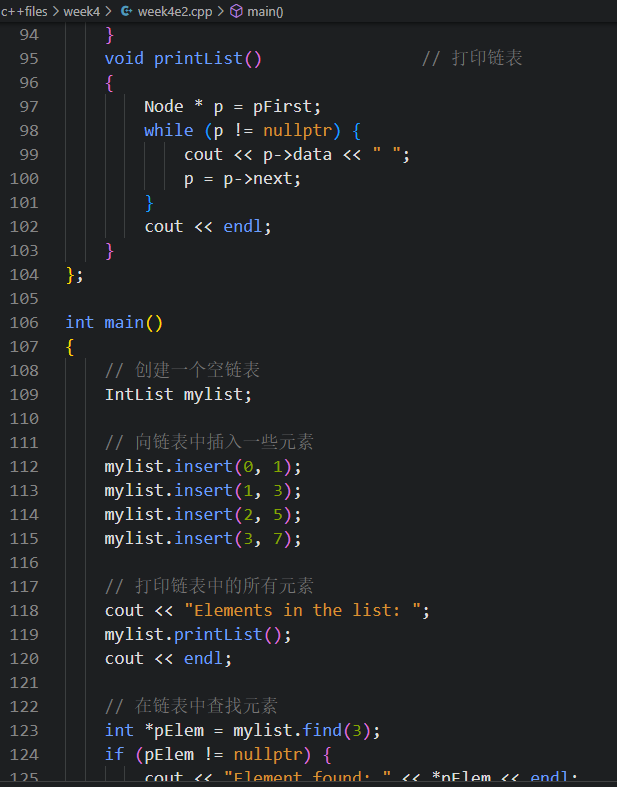 c++files > week4 > week4e2.cpp > main()
94 }
95 void printList() // 打印链表
96 {
97 Node * p = pFirst;
98 while (p != nullptr) {
99 cout << p->data << " ";
100 p = p->next;
101 }
102 cout << endl;
103 }
104 };
105
106 int main()
107 {
108 // 创建一个空链表
109 IntList mylist;
110
111 // 向链表中插入一些元素
112 mylist.insert(0, 1);
113 mylist.insert(1, 3);
114 mylist.insert(2, 5);
115 mylist.insert(3, 7);
116
117 // 打印链表中的所有元素
118 cout << "Elements in the list: ";
119 mylist.printList();
120 cout << endl;
121
122 // 在链表中查找元素
123 int *pElem = mylist.find(3);
124 if (pElem != nullptr) {
125 cout << "Element found: " << *pElem << endl;